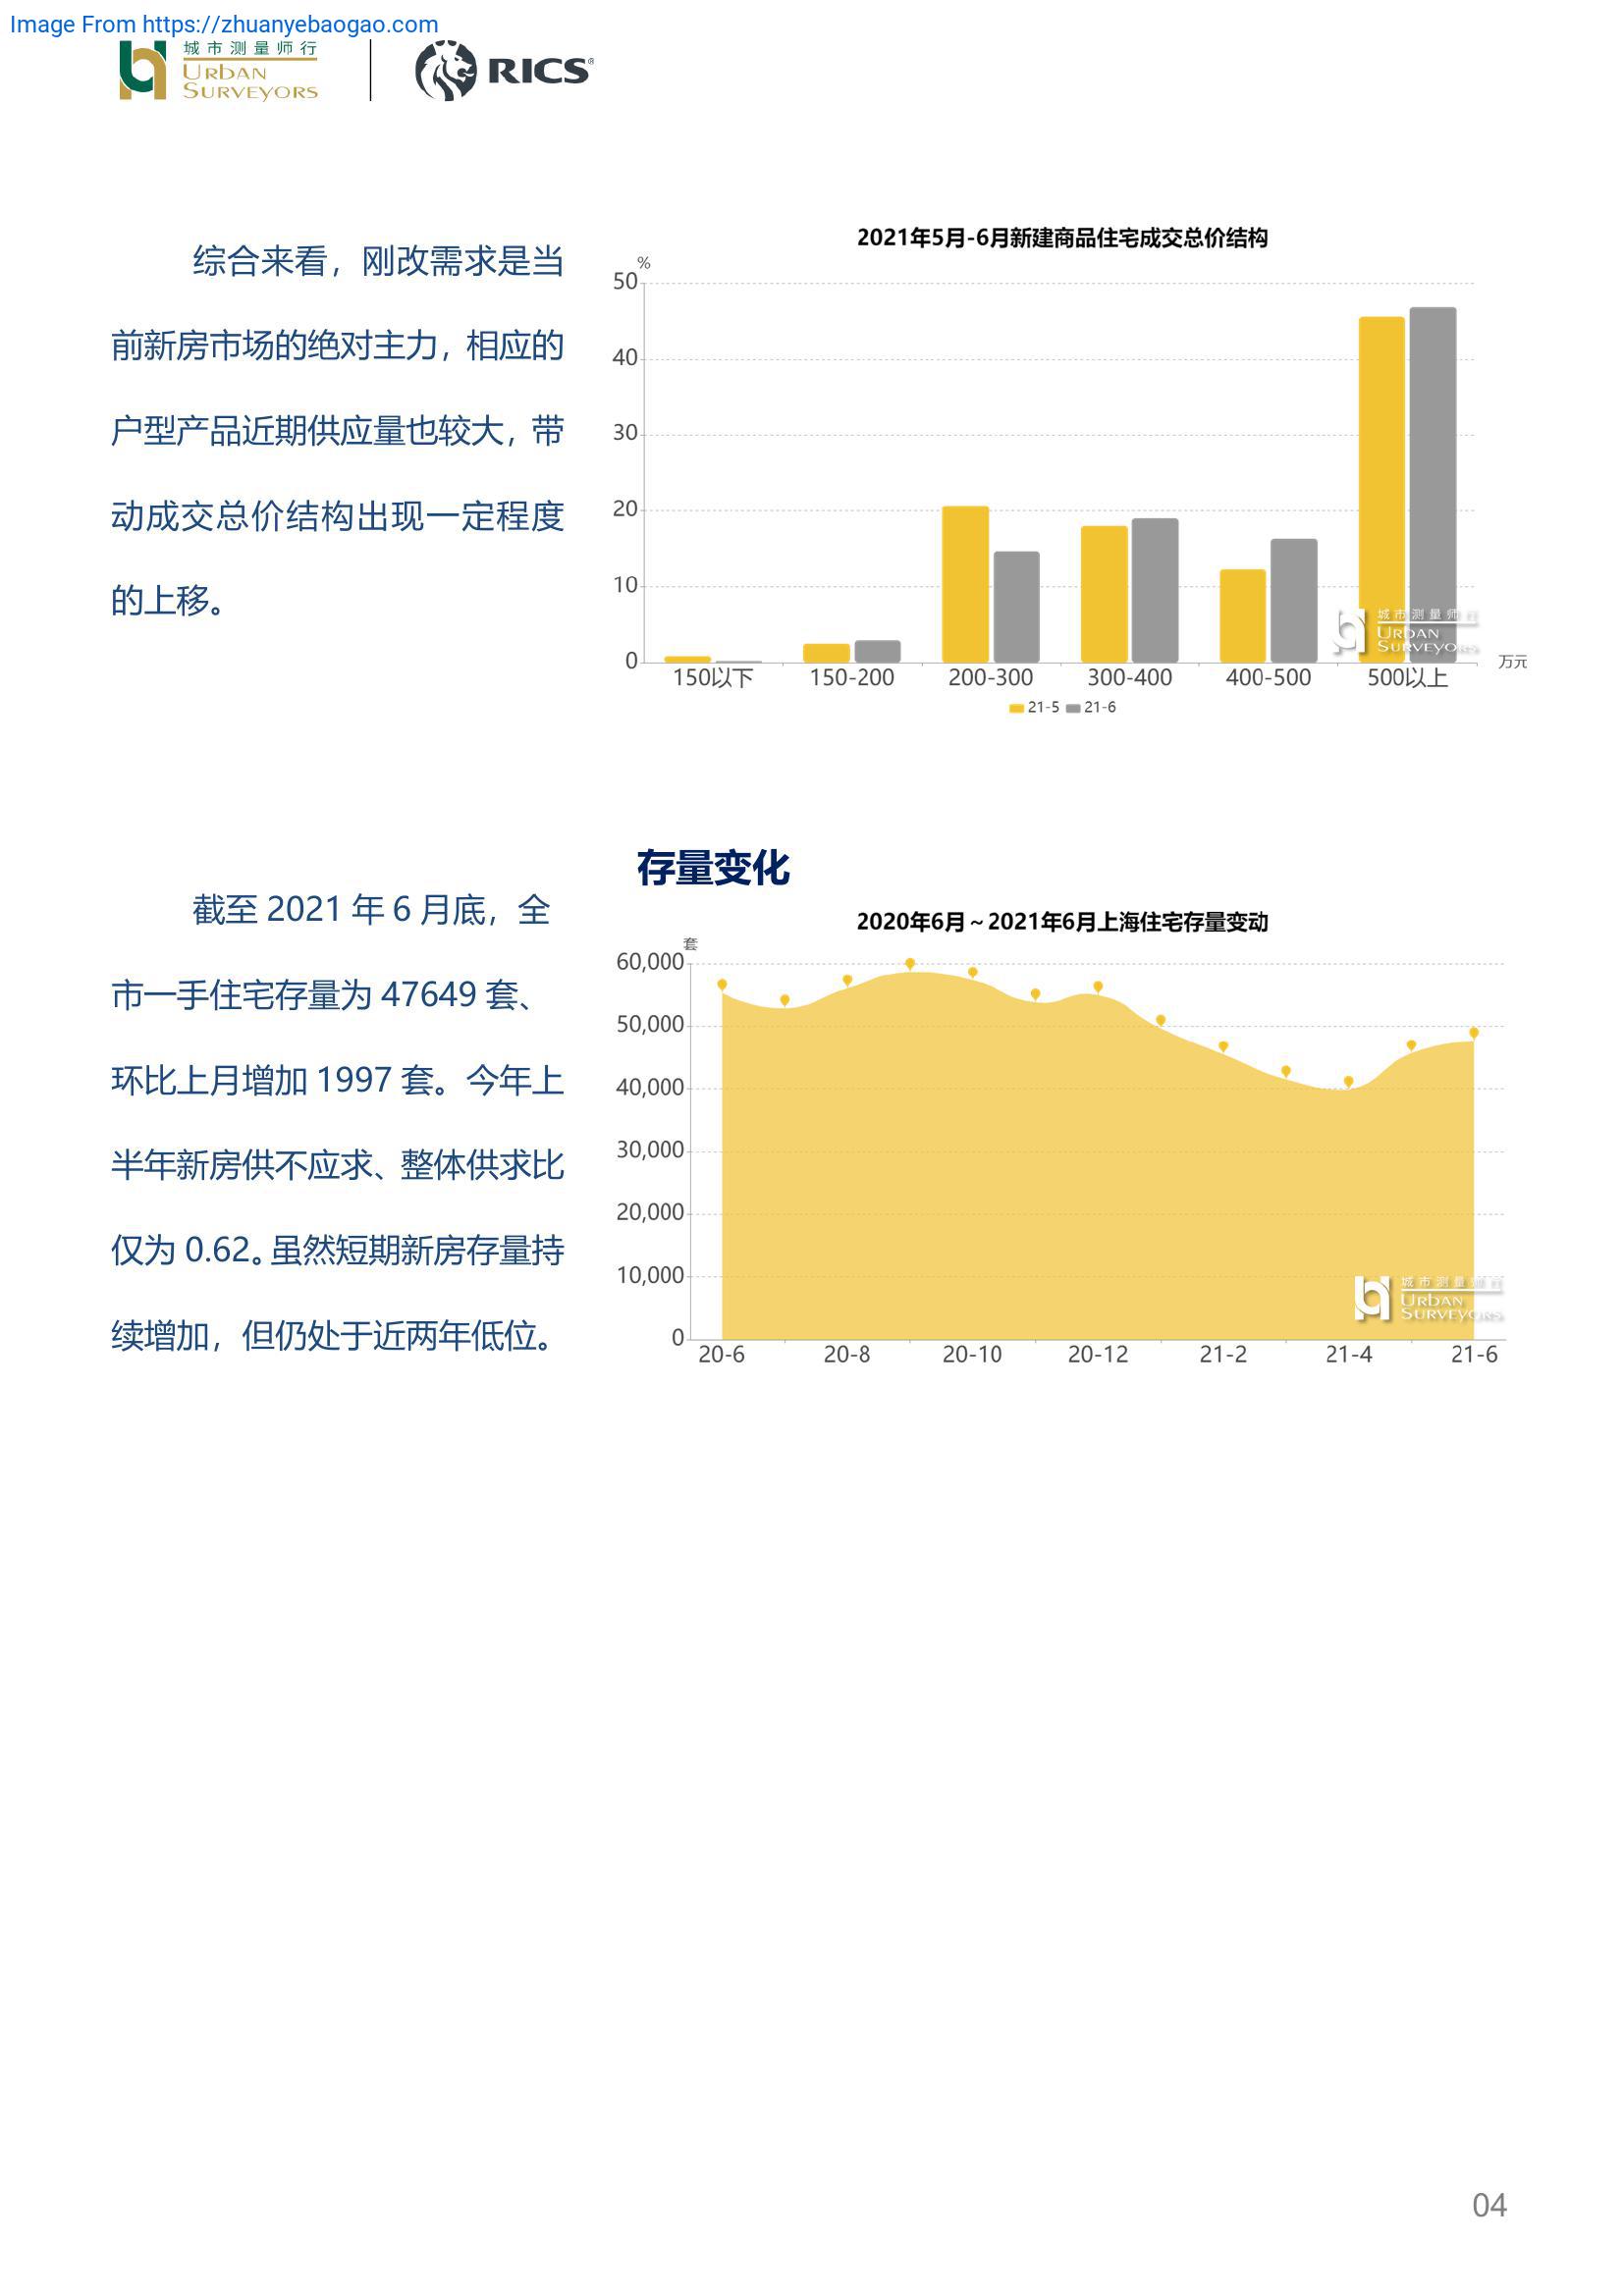 Image From https://zhuanyebaogao.com
城市测量师行
URBAN
SURVEYORS
RICS®
综合来看，刚改需求是当
前新房市场的绝对主力，相应的
户型产品近期供应量也较大，带
动成交总价结构出现一定程度
的上移。
2021年5月-6月新建商品住宅成交总价结构
%
50
40
30
20
10
0
150以下 150-200 200-300 300-400 400-500 500以上
万元
21-5 21-6
城市测量师行
URBAN
SURVEYORS
存量变化
截至 2021 年 6 月底，全
市一手住宅存量为 47649 套、
环比上月增加 1997 套。今年上
半年新房供不应求、整体供求比
仅为 0.62。虽然短期新房存量持
续增加，但仍处于近两年低位。
2020年6月～2021年6月上海住宅存量变动
套
60,000
50,000
40,000
30,000
20,000
10,000
0
20-6 20-8 20-10 20-12 21-2 21-4 21-6
城市测量师行
URBAN
SURVEYORS
04